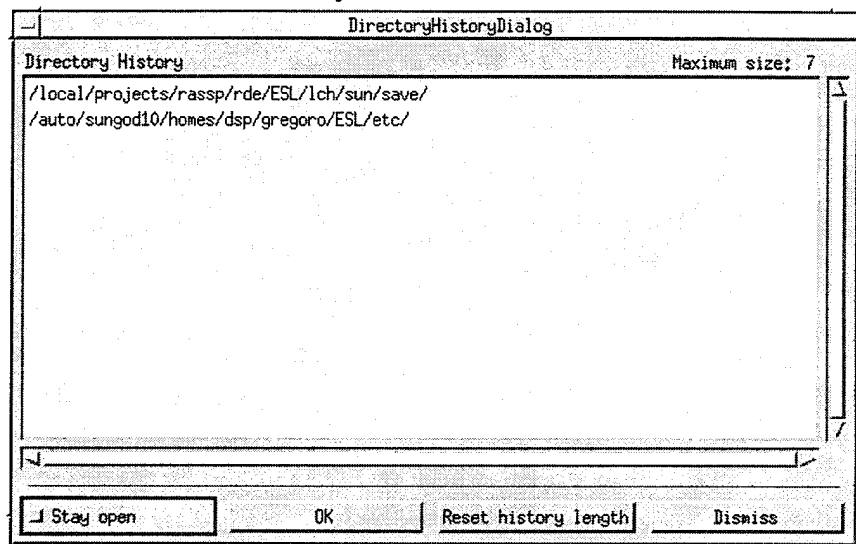 DirectoryHistoryDialog
Directory History Maximum size: 7
/local/projects/rassp/rde/ESL/lch/sun/save/
/auto/sungod10/homes/dsp/gregoro/ESL/etc/
Stay open OK Reset history length Dismiss